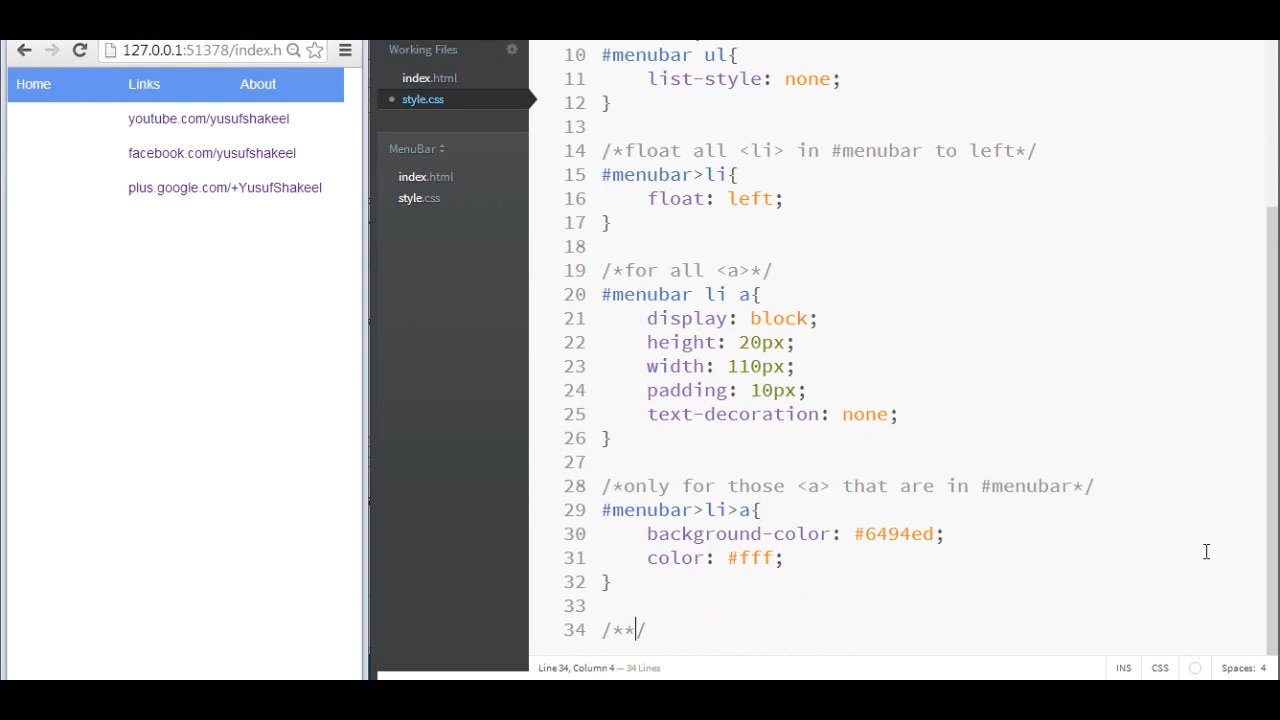 127.0.0.1:51378/index.h
Home Links About
youtube.com/yusufshakeel
facebook.com/yusufshakeel
plus.google.com/+YusufShakeel
Working Files
index.html
style.css
MenuBar
index.html
style.css
10 #menubar ul{
11 list-style: none;
12 }
13
14 /*float all <li> in #menubar to left*/
15 #menubar>li{
16 float: left;
17 }
18
19 /*for all <a>*/
20 #menubar li a{
21 display: block;
22 height: 20px;
23 width: 110px;
24 padding: 10px;
25 text-decoration: none;
26 }
27
28 /*only for those <a> that are in #menubar*/
29 #menubar>li>a{
30 background-color: #6494ed;
31 color: #fff;
32 }
33
34 /**/
Line 34, Column 4 — 34 Lines INS CSS Spaces: 4